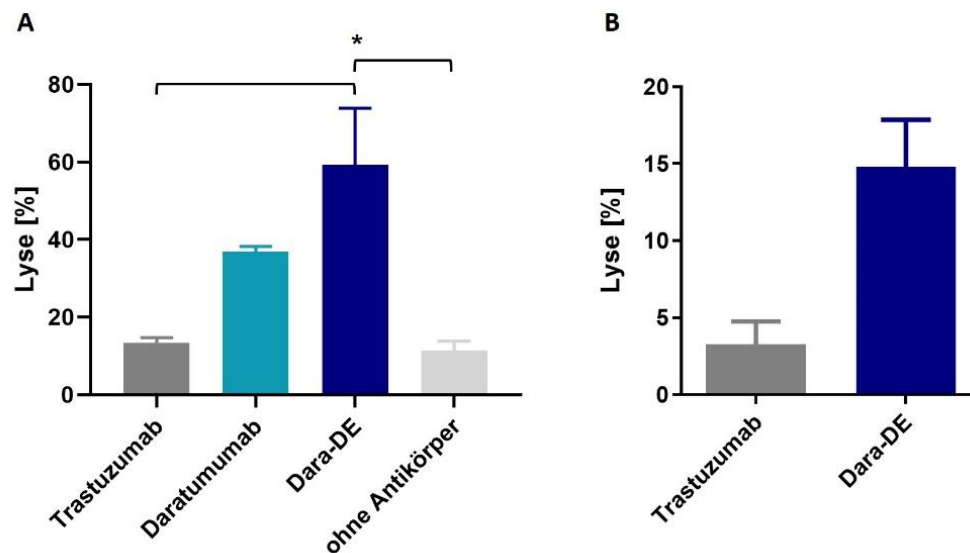 A
*
Lyse [%]
80
60
40
20
0
Trastuzumab
Daratumumab
Dara-DE
ohne Antikörper
B
Lyse [%]
20
15
10
5
0
Trastuzumab
Dara-DE